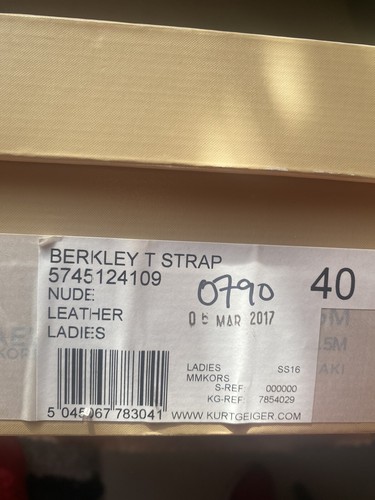 BERKLEY T STRAP
5745124109
NUDE
LEATHER
LADIES
0790
40
05 MAR 2017
LADIES SS16
MMKORS
S-REF 000000
KG-REF 7854029
5 045067 783041
WWW.KURTGEIGER.COM
5M